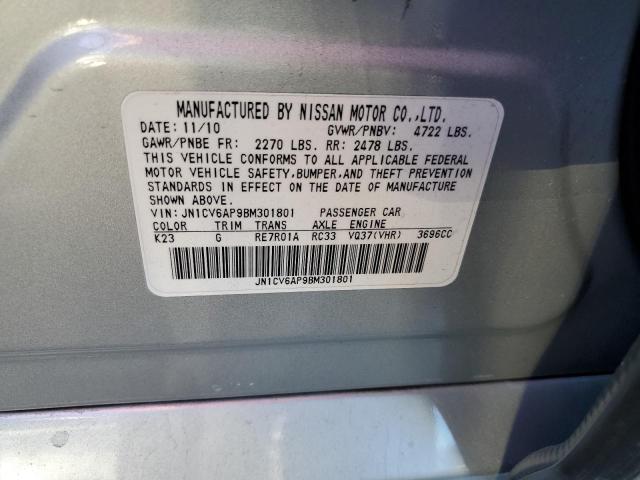 MANUFACTURED BY NISSAN MOTOR CO.,LTD.
DATE: 11/10 GVWR/PNBV: 4722 LBS.
GAWR/PNBE FR: 2270 LBS. RR: 2478 LBS.
THIS VEHICLE CONFORMS TO ALL APPLICABLE FEDERAL
MOTOR VEHICLE SAFETY,BUMPER,AND THEFT PREVENTION
STANDARDS IN EFFECT ON THE DATE OF MANUFACTURE
SHOWN ABOVE.
VIN: JN1CV6AP9BM301801 PASSENGER CAR
COLOR TRIM TRANS AXLE ENGINE
K23 G RE7R01A RC33 VQ37(VHR) 3696CC
JN1CV6AP9BM301801